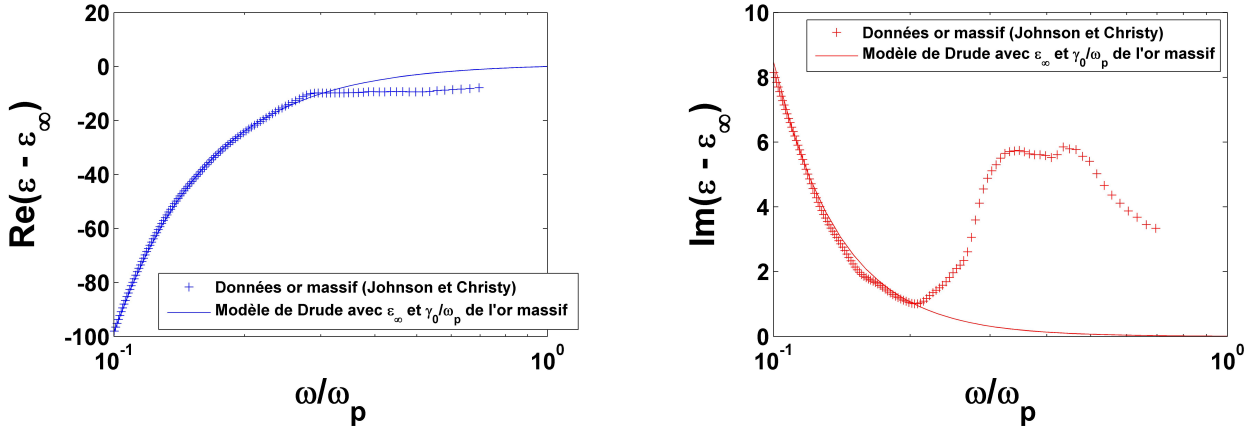 20
0
-20
-40
-60
-80
-100
Re(ε - ε∞)
Données or massif (Johnson et Christy)
Modèle de Drude avec ε∞ et γ0/ωp de l'or massif
10-1
100
ω/ωp
10
8
6
4
2
0
Im(ε - ε∞)
Données or massif (Johnson et Christy)
Modèle de Drude avec ε∞ et γ0/ωp de l'or massif
10-1
100
ω/ωp